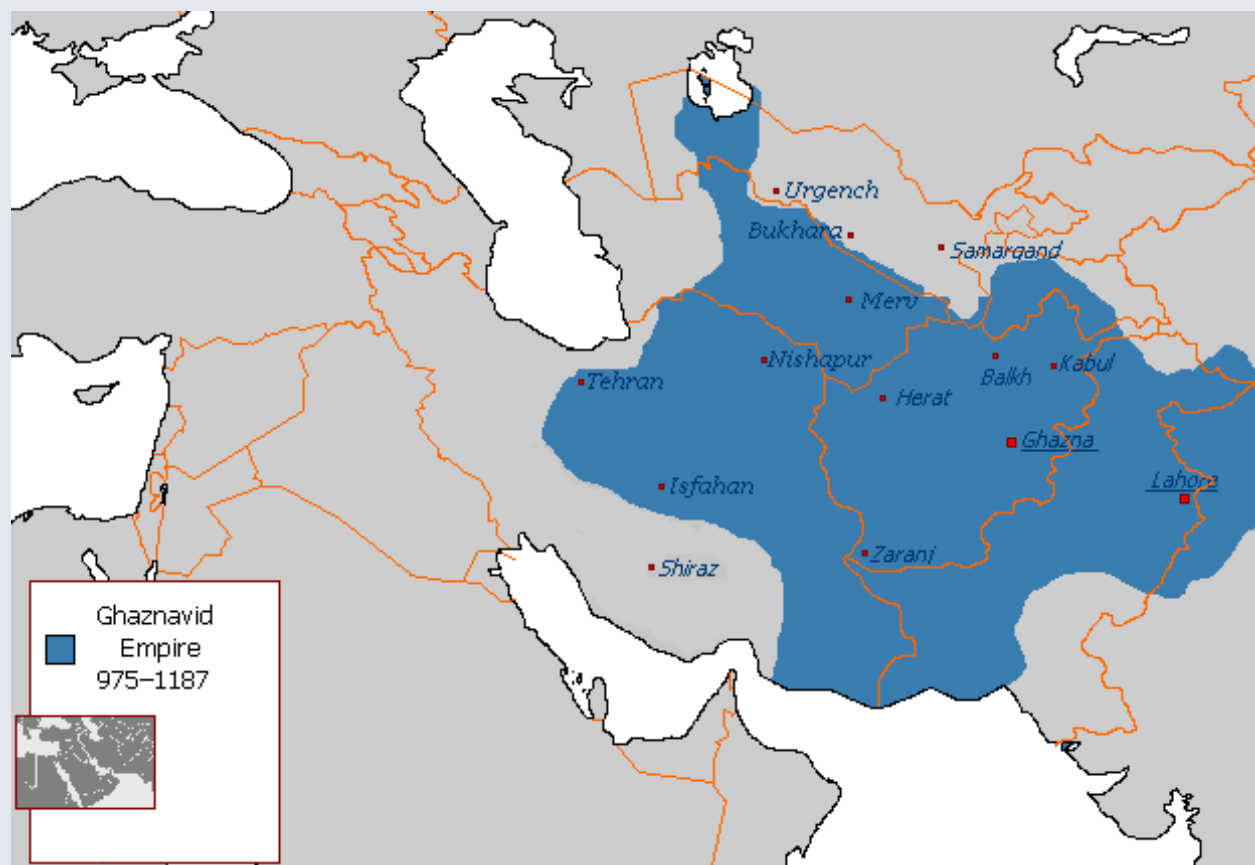 Urgench
Bukhara
Samarqand
Merv
Nishapur
Tehran
Balkh
Kabul
Herat
Ghazna
Isfahan
Lahore
Zaranj
Shiraz
Ghaznavid
Empire
975-1187